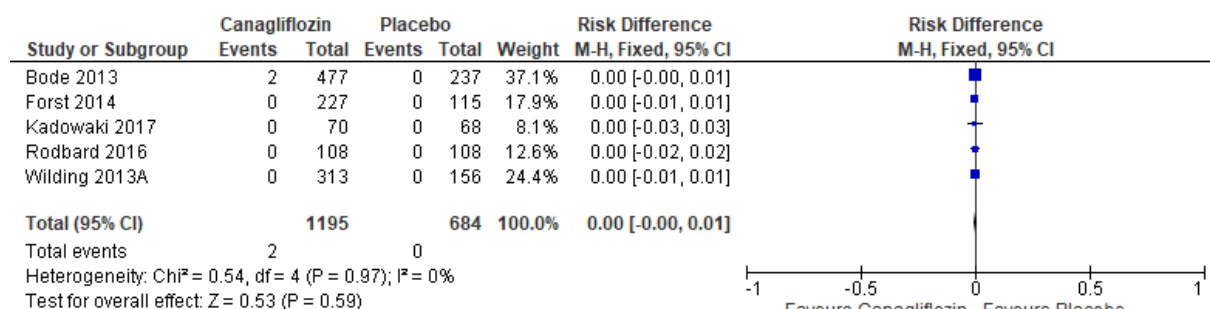 Canagliflozin Placebo Risk Difference Risk Difference
Study or Subgroup Events Total Events Total Weight M-H, Fixed, 95% CI M-H, Fixed, 95% CI
Bode 2013 2 477 0 237 37.1% 0.00 [-0.00, 0.01]
Forst 2014 0 227 0 115 17.9% 0.00 [-0.01, 0.01]
Kadowaki 2017 0 70 0 68 8.1% 0.00 [-0.03, 0.03]
Rodbard 2016 0 108 0 108 12.6% 0.00 [-0.02, 0.02]
Wilding 2013A 0 313 0 156 24.4% 0.00 [-0.01, 0.01]
Total (95% CI) 1195 684 100.0% 0.00 [-0.00, 0.01]
Total events 2 0
Heterogeneity: Chi² = 0.54, df = 4 (P = 0.97); I² = 0%
Test for overall effect: Z = 0.53 (P = 0.59)
-1 -0.5 0 0.5 1
Favours Canagliflozin Favours Placebo